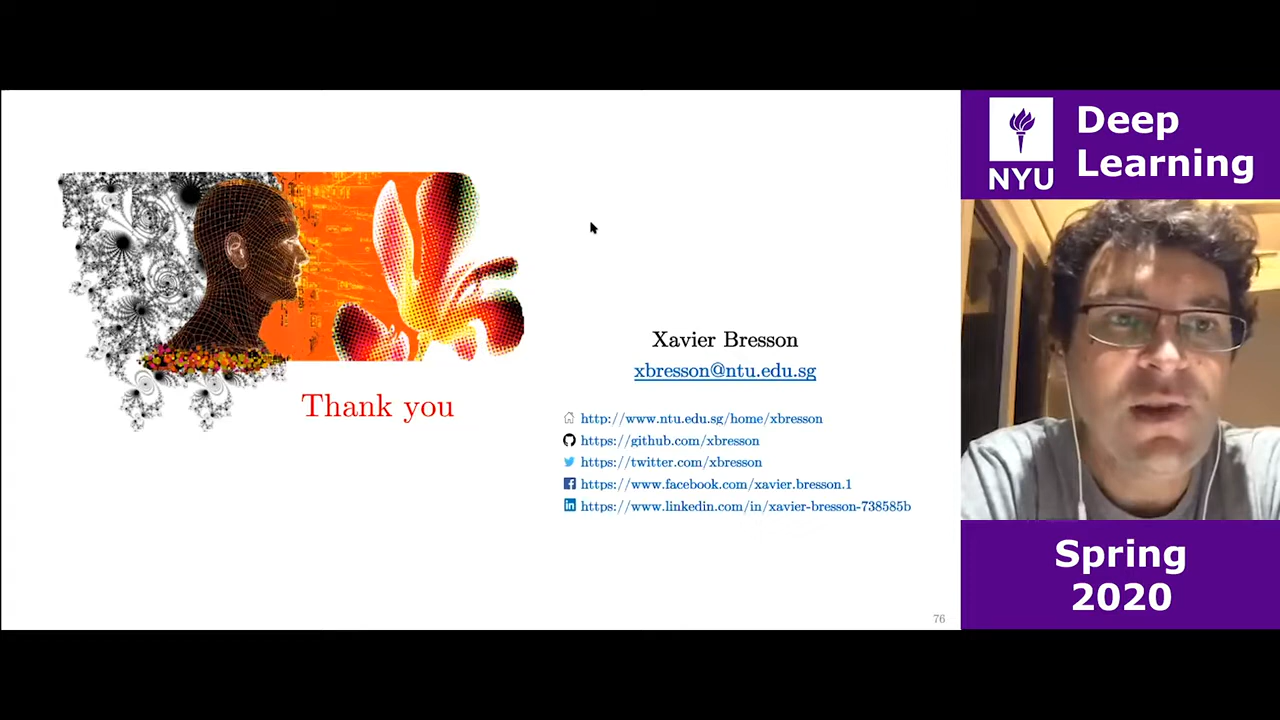 Thank you
Xavier Bresson
xbresson@ntu.edu.sg
http://www.ntu.edu.sg/home/xbresson
https://github.com/xbresson
https://twitter.com/xbresson
https://www.facebook.com/xavier.bresson.1
https://www.linkedin.com/in/xavier-bresson-738585b
76
NYU
Deep
Learning
Spring
2020